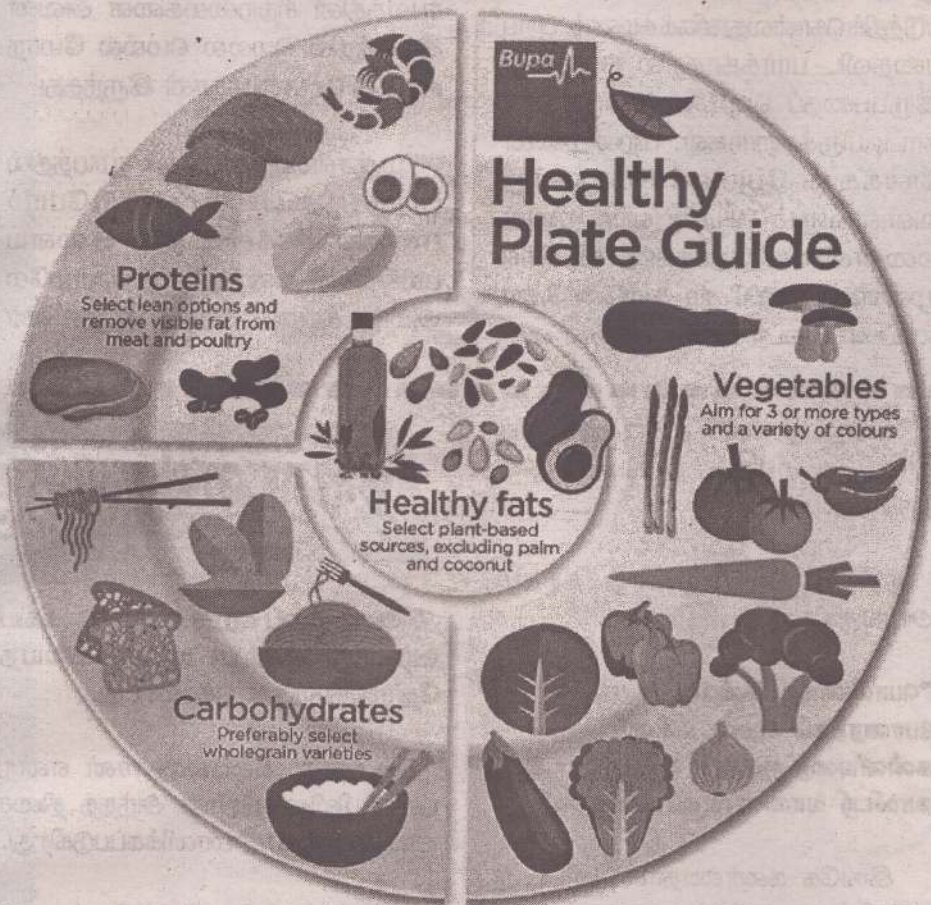 Bupa
Healthy
Plate Guide
Proteins
Select lean options and
remove visible fat from
meat and poultry
Vegetables
Aim for 3 or more types
and a variety of colours
Healthy fats
Select plant-based
sources, excluding palm
and coconut
Carbohydrates
Preferably select
wholegrain varieties